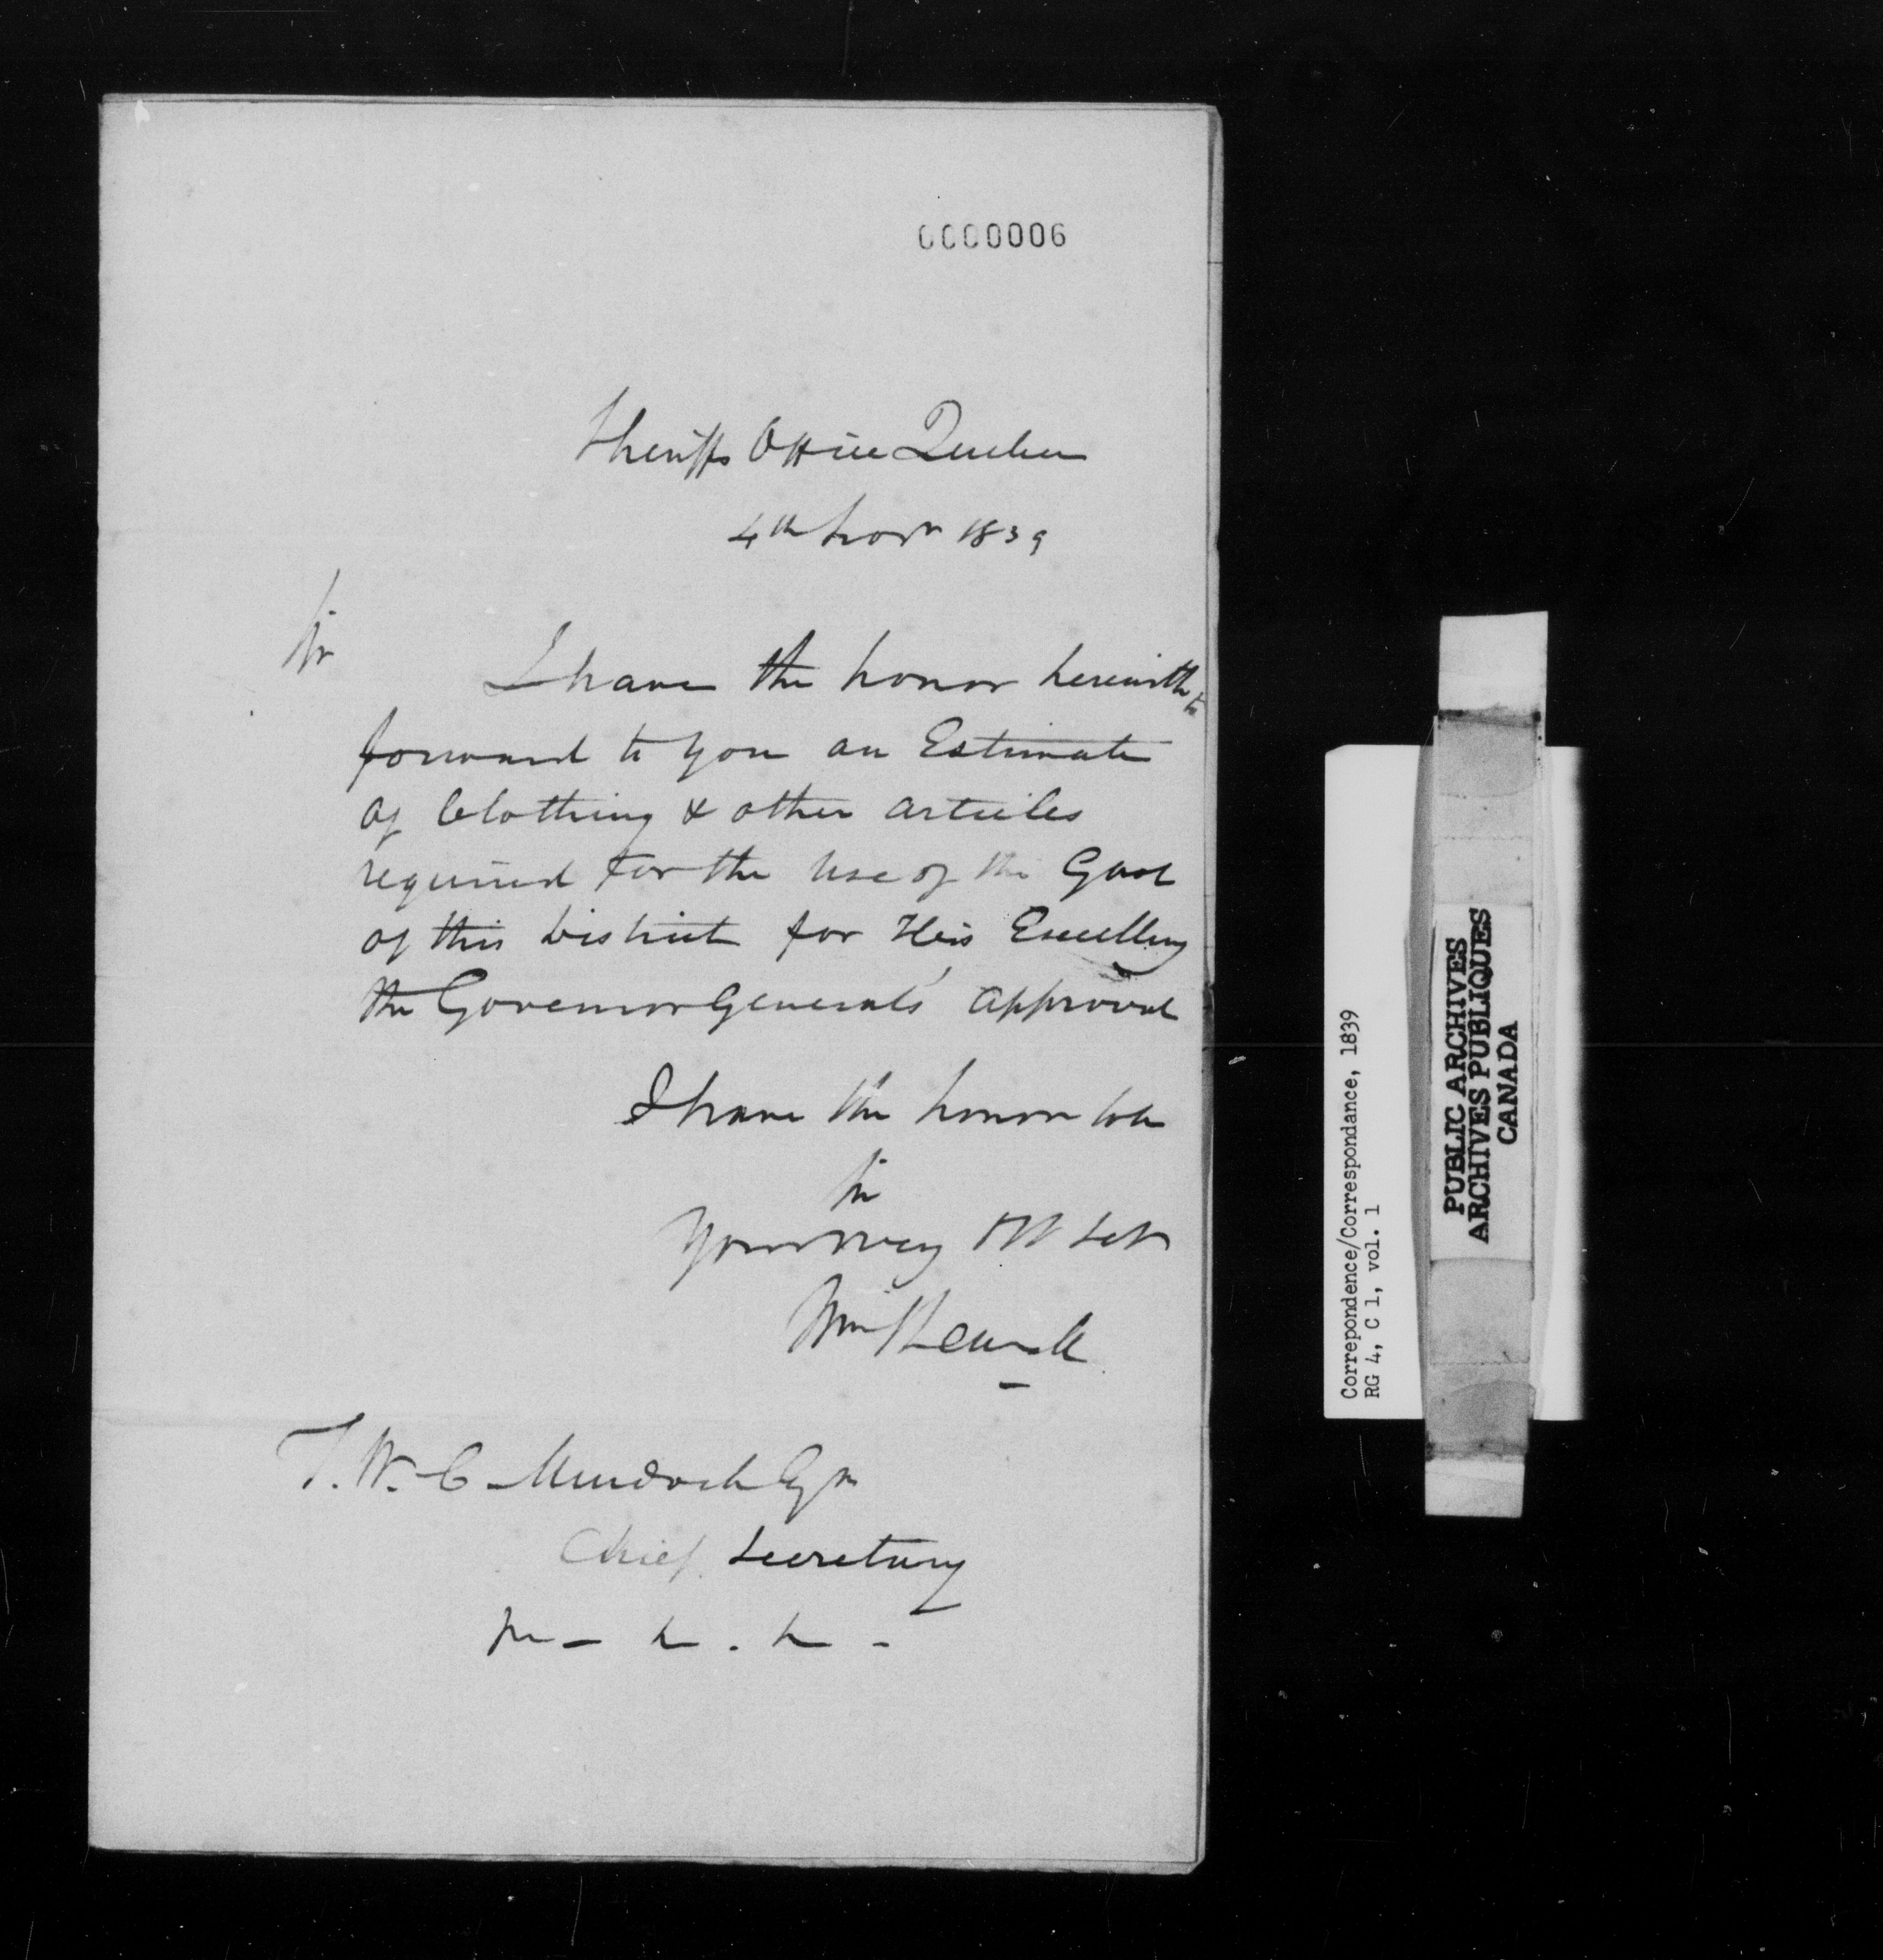 0000006
Sheriffs Office Quebec
4th Novr 1839
Sir
I have the honor herewith to
forward to you an Estimate
of Clothing & other articles
required for the use of the Gaol
of this District for His Excellency
the Governor General's approval
I have the honor to be
Sir
Your very
Wm
T. W. C. Murdoch Esqr
Chief Secretary
Correpondence/Correspondance, 1839
RG 4, C 1, vol. 1
PUBLIC ARCHIVES
ARCHIVES PUBLIQUES
CANADA